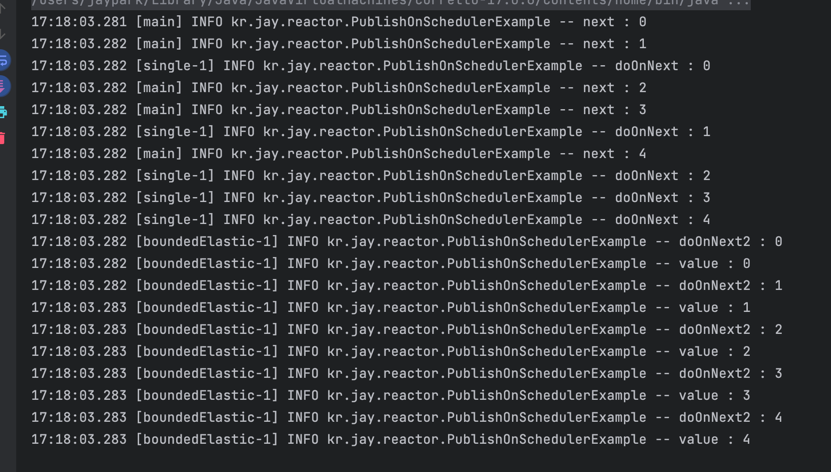 /Users/jaypark/Library/Java/JavaVirtualMachines/corretto-17.0.6/Contents/Home/bin/java ...
17:18:03.281 [main] INFO kr.jay.reactor.PublishOnSchedulerExample -- next : 0
17:18:03.282 [main] INFO kr.jay.reactor.PublishOnSchedulerExample -- next : 1
17:18:03.282 [single-1] INFO kr.jay.reactor.PublishOnSchedulerExample -- doOnNext : 0
17:18:03.282 [main] INFO kr.jay.reactor.PublishOnSchedulerExample -- next : 2
17:18:03.282 [main] INFO kr.jay.reactor.PublishOnSchedulerExample -- next : 3
17:18:03.282 [single-1] INFO kr.jay.reactor.PublishOnSchedulerExample -- doOnNext : 1
17:18:03.282 [main] INFO kr.jay.reactor.PublishOnSchedulerExample -- next : 4
17:18:03.282 [single-1] INFO kr.jay.reactor.PublishOnSchedulerExample -- doOnNext : 2
17:18:03.282 [single-1] INFO kr.jay.reactor.PublishOnSchedulerExample -- doOnNext : 3
17:18:03.282 [single-1] INFO kr.jay.reactor.PublishOnSchedulerExample -- doOnNext : 4
17:18:03.282 [boundedElastic-1] INFO kr.jay.reactor.PublishOnSchedulerExample -- doOnNext2 : 0
17:18:03.282 [boundedElastic-1] INFO kr.jay.reactor.PublishOnSchedulerExample -- value : 0
17:18:03.282 [boundedElastic-1] INFO kr.jay.reactor.PublishOnSchedulerExample -- doOnNext2 : 1
17:18:03.283 [boundedElastic-1] INFO kr.jay.reactor.PublishOnSchedulerExample -- value : 1
17:18:03.283 [boundedElastic-1] INFO kr.jay.reactor.PublishOnSchedulerExample -- doOnNext2 : 2
17:18:03.283 [boundedElastic-1] INFO kr.jay.reactor.PublishOnSchedulerExample -- value : 2
17:18:03.283 [boundedElastic-1] INFO kr.jay.reactor.PublishOnSchedulerExample -- doOnNext2 : 3
17:18:03.283 [boundedElastic-1] INFO kr.jay.reactor.PublishOnSchedulerExample -- value : 3
17:18:03.283 [boundedElastic-1] INFO kr.jay.reactor.PublishOnSchedulerExample -- doOnNext2 : 4
17:18:03.283 [boundedElastic-1] INFO kr.jay.reactor.PublishOnSchedulerExample -- value : 4